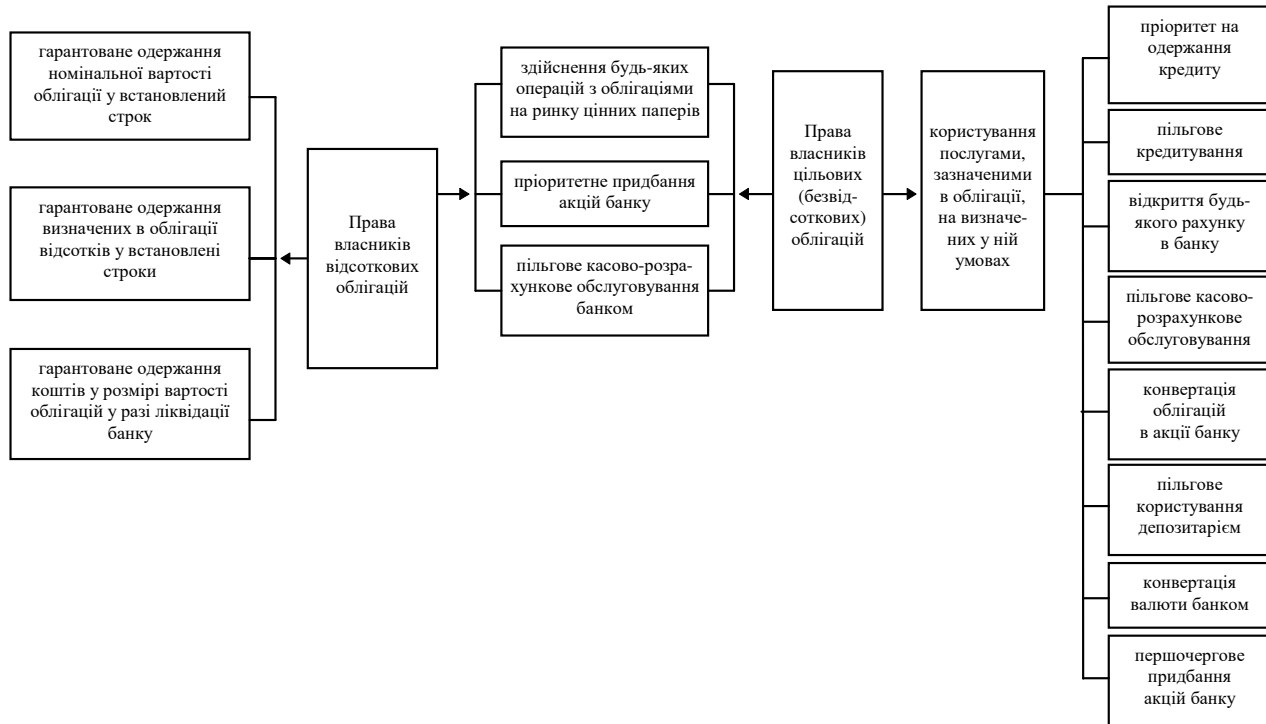 гарантоване одержання
номінальної вартості
облігації у встановлений
строк
гарантоване одержання
визначених в облігації
відсотків у встановлені
строки
гарантоване одержання
коштів у розмірі вартості
облігацій у разі ліквідації
банку
Права
власників
відсоткових
облігацій
здійснення будь-яких
операцій з облігаціями
на ринку цінних паперів
пріоритетне придбання
акцій банку
пільгове касово-розра-
хункове обслуговування
банком
Права
власників
цільових
(безвід-
соткових)
облігацій
користування
послугами,
зазначеними
в облігації,
на визначе-
них у ній
умовах
пріоритет на
одержання
кредиту
пільгове
кредитування
відкриття будь-
якого рахунку
в банку
пільгове касово-
розрахункове
обслуговування
конвертація
облігацій
в акції банку
пільгове
користування
депозитарієм
конвертація
валюти банком
першочергове
придбання
акцій банку